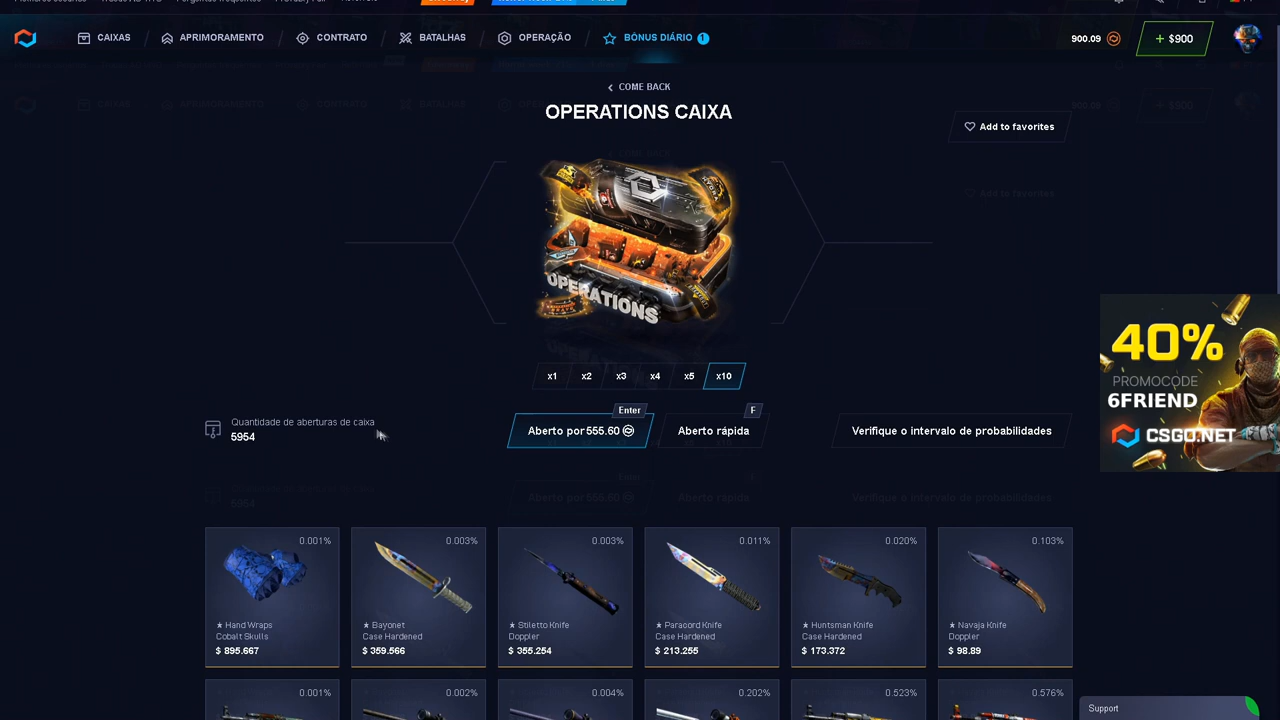 CAIXAS
APRIMORAMENTO
CONTRATO
BATALHAS
OPERAÇÃO
BÔNUS DIÁRIO 1
900.09
+ $900
COME BACK
OPERATIONS CAIXA
Add to favorites
OPERATIONS
x1
x2
x3
x4
x5
x10
40%
PROMOCODE
6FRIEND
CSGO.NET
Quantidade de aberturas de caixa
5954
Enter
Aberto por 555.60
F
Aberto rápida
Verifique o intervalo de probabilidades
0.001%
★ Hand Wraps
Cobalt Skulls
$ 895.667
0.003%
★ Bayonet
Case Hardened
$ 359.566
0.003%
★ Stiletto Knife
Doppler
$ 355.254
0.011%
★ Paracord Knife
Case Hardened
$ 213.255
0.020%
★ Huntsman Knife
Case Hardened
$ 173.372
0.103%
★ Navaja Knife
Doppler
$ 98.89
0.001%
0.002%
0.004%
0.202%
0.523%
0.576%
Support